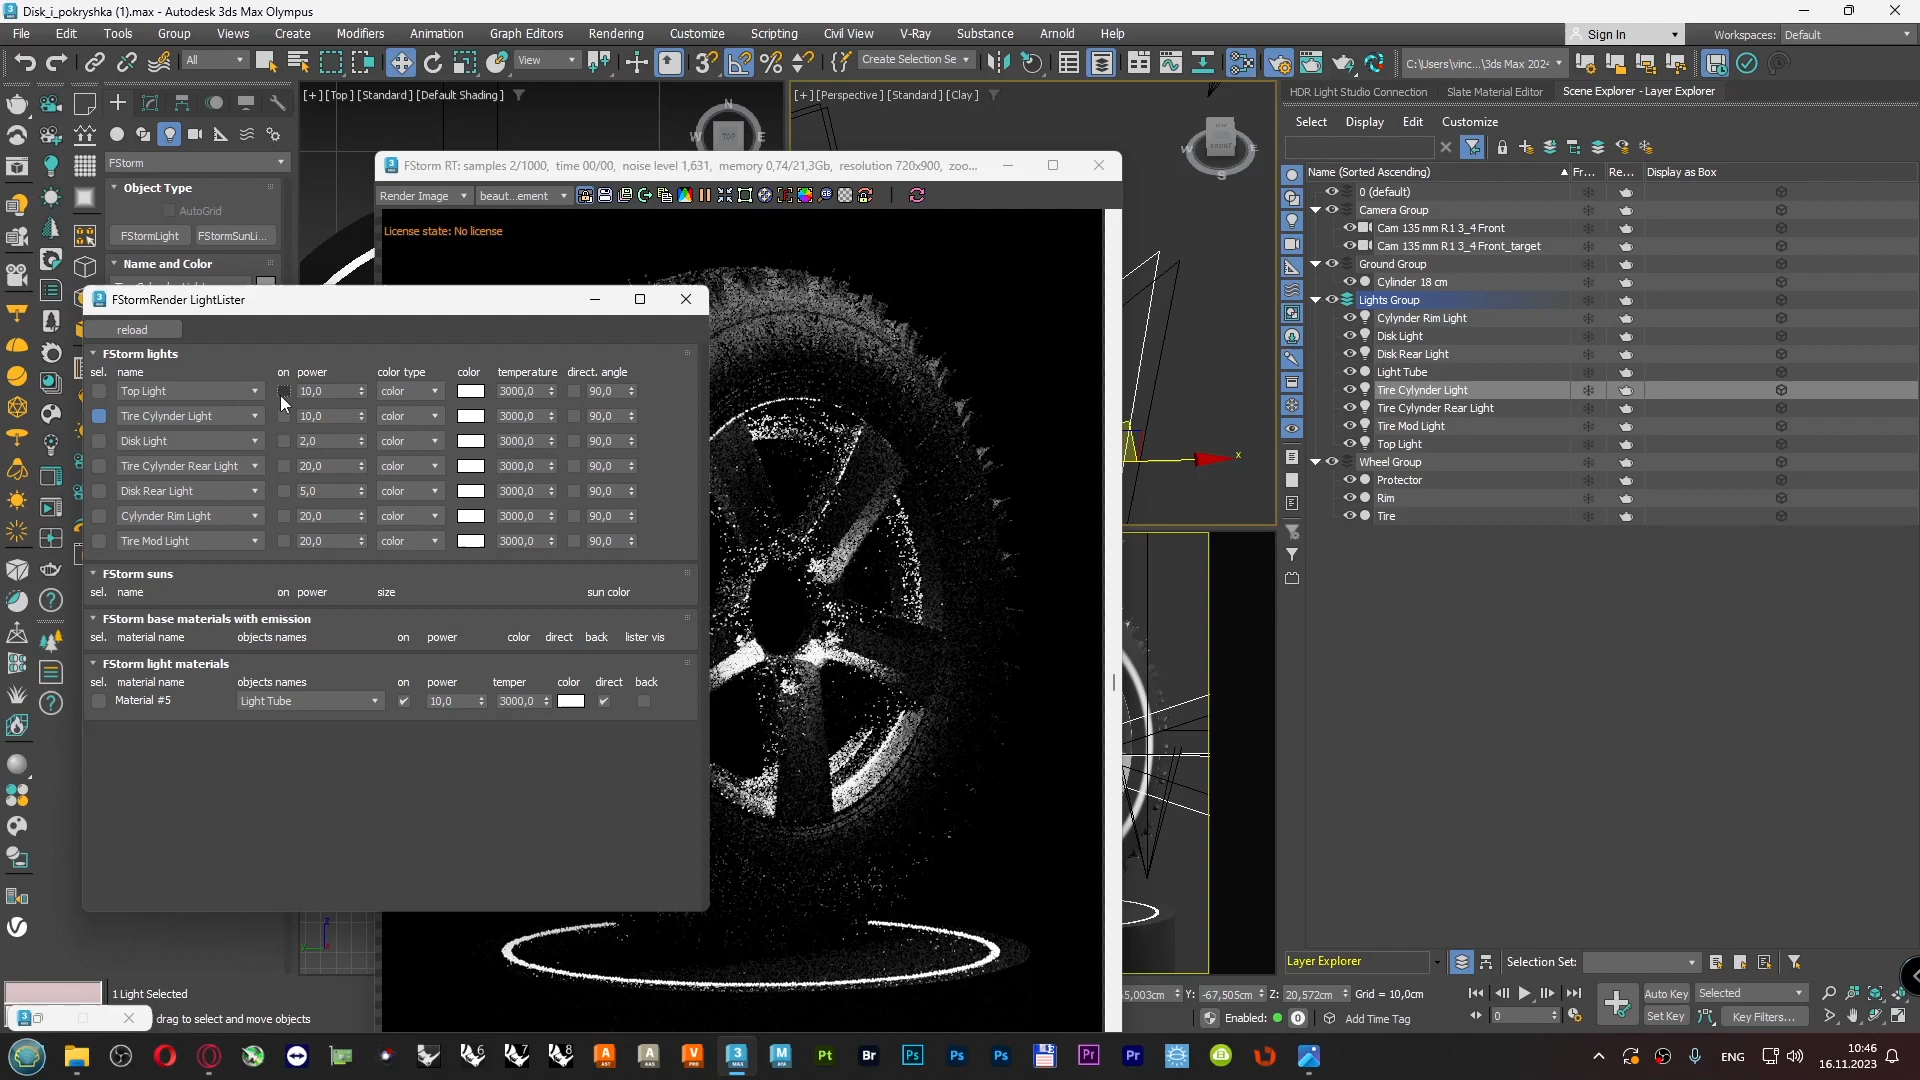 Disk_i_pokryshka (1).max - Autodesk 3ds Max Olympus
File Edit Tools Group Views Create Modifiers Animation Graph Editors Rendering Customize Scripting Civil View V-Ray Substance Arnold Help
Sign In Workspaces: Default
All View Create Selection Se C:\Users\vinc...\3ds Max 2024
[+] [Top] [Standard] [Default Shading]
[+] [Perspective] [Standard] [Clay]
HDR Light Studio Connection Slate Material Editor Scene Explorer - Layer Explorer
Select Display Edit Customize
FStorm
Object Type
AutoGrid
FStormLight FStormSunLi...
Name and Color
N
W TOP E
FRONT
W E
S
FStorm RT: samples 2/1000, time 00/00, noise level 1,631, memory 0,74/21,3Gb, resolution 720x900, zoo...
Render Image beaut...ement
License state: No license
Name (Sorted Ascending) Fr... Re... Display as Box
0 (default)
Camera Group
Cam 135 mm R1 3_4 Front
Cam 135 mm R1 3_4 Front_target
Ground Group
Cylinder 18 cm
Lights Group
Cylynder Rim Light
Disk Light
Disk Rear Light
Light Tube
Tire Cylynder Light
Tire Cylynder Rear Light
Tire Mod Light
Top Light
Wheel Group
Protector
Rim
Tire
FStormRender LightLister
reload
FStorm lights
sel. name on power color type color temperature direct. angle
Top Light 10,0 color 3000,0 90,0
Tire Cylynder Light 10,0 color 3000,0 90,0
Disk Light 2,0 color 3000,0 90,0
Tire Cylynder Rear Light 20,0 color 3000,0 90,0
Disk Rear Light 5,0 color 3000,0 90,0
Cylynder Rim Light 20,0 color 3000,0 90,0
Tire Mod Light 20,0 color 3000,0 90,0
FStorm suns
sel. name on power size sun color
FStorm base materials with emission
sel. material name objects names on power color direct back lister vis
FStorm light materials
sel. material name objects names on power temper color direct back
Material #5 Light Tube 10,0 3000,0
x
z
Layer Explorer Selection Set:
1 Light Selected
drag to select and move objects
5,003cm Y: -67,505cm Z: 20,572cm Grid = 10,0cm
Enabled: 0 Add Time Tag
Auto Key Selected
0 Set Key Key Filters...
ENG 10:46
16.11.2023